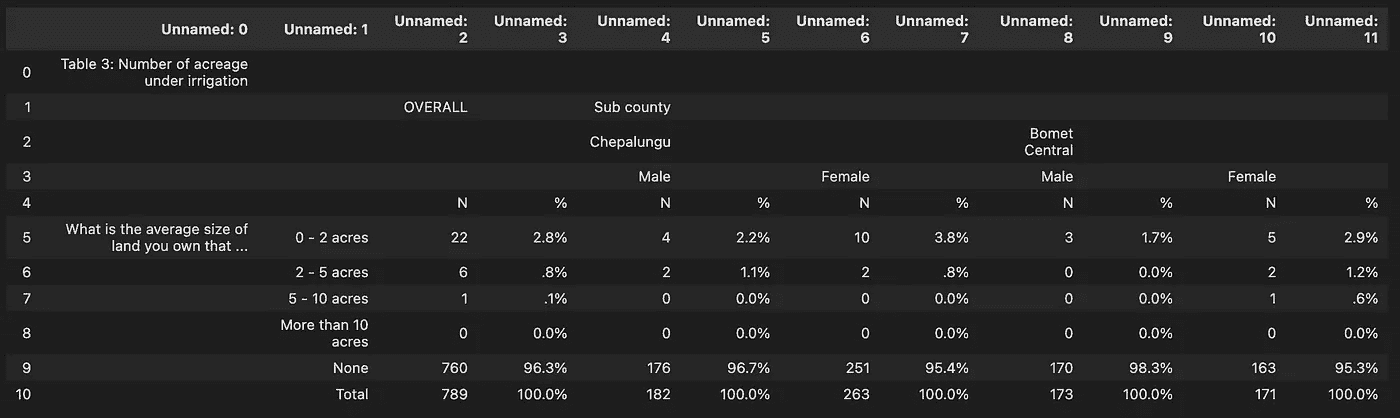 Unnamed: 0 Unnamed: 1 Unnamed: 2 Unnamed: 3 Unnamed: 4 Unnamed: 5 Unnamed: 6 Unnamed: 7 Unnamed: 8 Unnamed: 9 Unnamed: 10 Unnamed: 11
0 Table 3: Number of acreage under irrigation
1 OVERALL Sub county
2 Chepalungu Bomet Central
3 Male Female Male Female
4 N % N % N % N % N %
5 What is the average size of land you own that ... 0 - 2 acres 22 2.8% 4 2.2% 10 3.8% 3 1.7% 5 2.9%
6 2 - 5 acres 6 .8% 2 1.1% 2 .8% 0 0.0% 2 1.2%
7 5 - 10 acres 1 .1% 0 0.0% 0 0.0% 0 0.0% 1 .6%
8 More than 10 acres 0 0.0% 0 0.0% 0 0.0% 0 0.0% 0 0.0%
9 None 760 96.3% 176 96.7% 251 95.4% 170 98.3% 163 95.3%
10 Total 789 100.0% 182 100.0% 263 100.0% 173 100.0% 171 100.0%